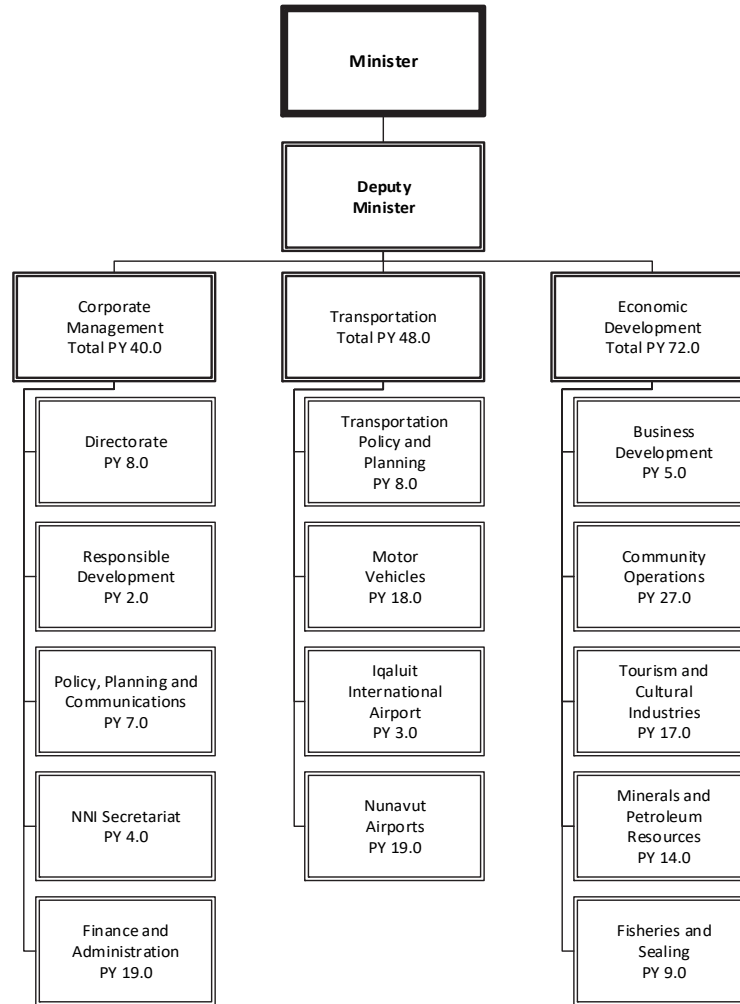 Minister
Deputy
Minister
Corporate
Management
Total PY 40.0
Transportation
Total PY 48.0
Economic
Development
Total PY 72.0
Directorate
PY 8.0
Responsible
Development
PY 2.0
Policy, Planning and
Communications
PY 7.0
NNI Secretariat
PY 4.0
Finance and
Administration
PY 19.0
Transportation
Policy and
Planning
PY 8.0
Motor
Vehicles
PY 18.0
Iqaluit
International
Airport
PY 3.0
Nunavut
Airports
PY 19.0
Business
Development
PY 5.0
Community
Operations
PY 27.0
Tourism and
Cultural
Industries
PY 17.0
Minerals and
Petroleum
Resources
PY 14.0
Fisheries and
Sealing
PY 9.0